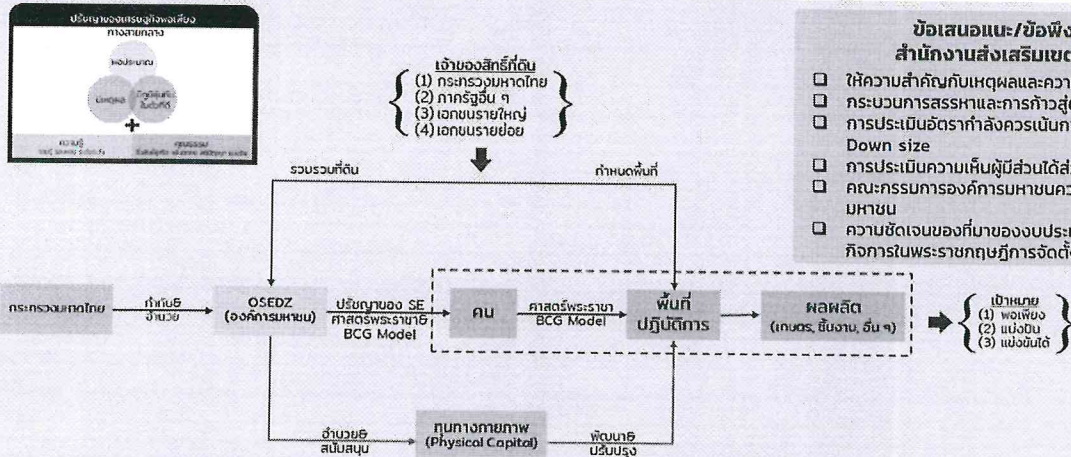 ปรัชญาของเศรษฐกิจพอเพียง
ทางสายกลาง
พอประมาณ
มีเหตุผล
มีภูมิคุ้มกัน
ในตัวที่ดี
+
ความรู้
คุณธรรม
เจ้าของสิทธิ์ที่ดิน
(1) กระทรวงมหาดไทย
(2) ภาครัฐอื่น ๆ
(3) เอกชนรายใหญ่
(4) เอกชนรายย่อย
ข้อเสนอแนะ/ข้อพึง
สำนักงานส่งเสริมเขต
ให้ความสำคัญกับเหตุผลและควา
กระบวนการสรรหาและการก้าวสู่
การประเมินอัตรากำลังควรเน้นกา
Down size
การประเมินความเห็นผู้มีส่วนได้ส่
คณะกรรมการองค์การมหาชนคว
มหาชน
ความชัดเจนของที่มาของงบประ
กิจการในพระราชกฤษฎีการจัดตั้
รวบรวมที่ดิน
กำหนดพื้นที่
กระทรวงมหาดไทย
กำกับ&
อำนวย
OSEDZ
(องค์การมหาชน)
ปรัชญาของ SE
ศาสตร์พระราชา&
BCG Model
คน
ศาสตร์พระราชา
BCG Model
พื้นที่
ปฏิบัติการ
ผลผลิต
(เกษตร, ชิ้นงาน, อื่น ๆ)
เป้าหมาย
(1) พอเพียง
(2) แบ่งปัน
(3) แข่งขันได้
อำนวย&
สนับสนุน
ทุนทางกายภาพ
(Physical Capital)
พัฒนา&
ปรับปรุง